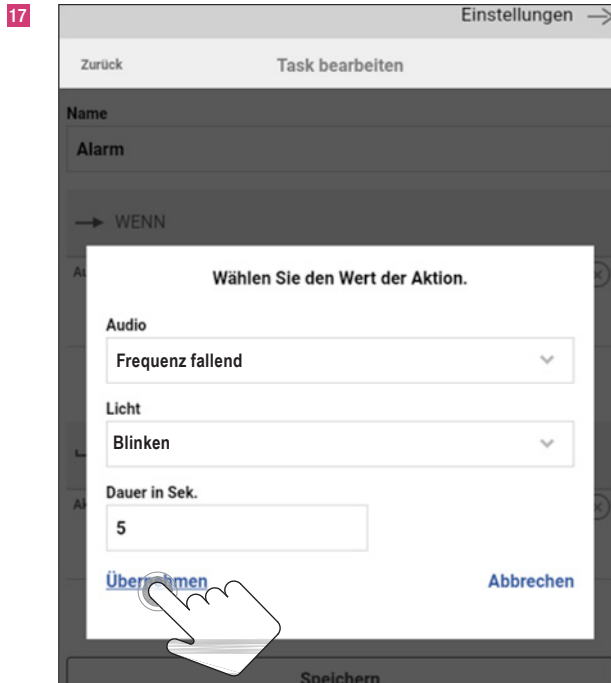 17
Einstellungen
Zurück Task bearbeiten
Name
Alarm
WENN
Wählen Sie den Wert der Aktion.
Audio
Frequenz fallend
Licht
Blinken
Dauer in Sek.
5
Übernehmen Abbrechen
Speichern